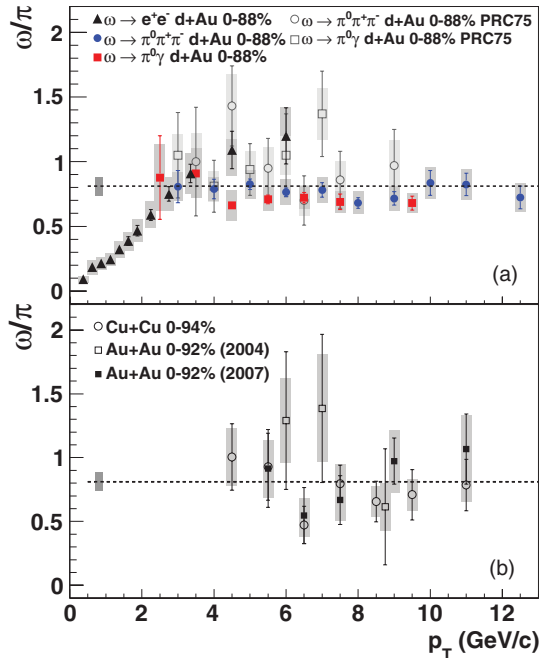 ω/π
2
1.5
1
0.5
0
▲ ω → e⁺e⁻ d+Au 0-88%
● ω → π⁰π⁺π⁻ d+Au 0-88%
■ ω → π⁰γ d+Au 0-88%
○ ω → π⁰π⁺π⁻ d+Au 0-88% PRC75
□ ω → π⁰γ d+Au 0-88% PRC75
(a)
ω/π
2
1.5
1
0.5
0
○ Cu+Cu 0-94%
□ Au+Au 0-92% (2004)
■ Au+Au 0-92% (2007)
(b)
0 2 4 6 8 10 12
p_T (GeV/c)